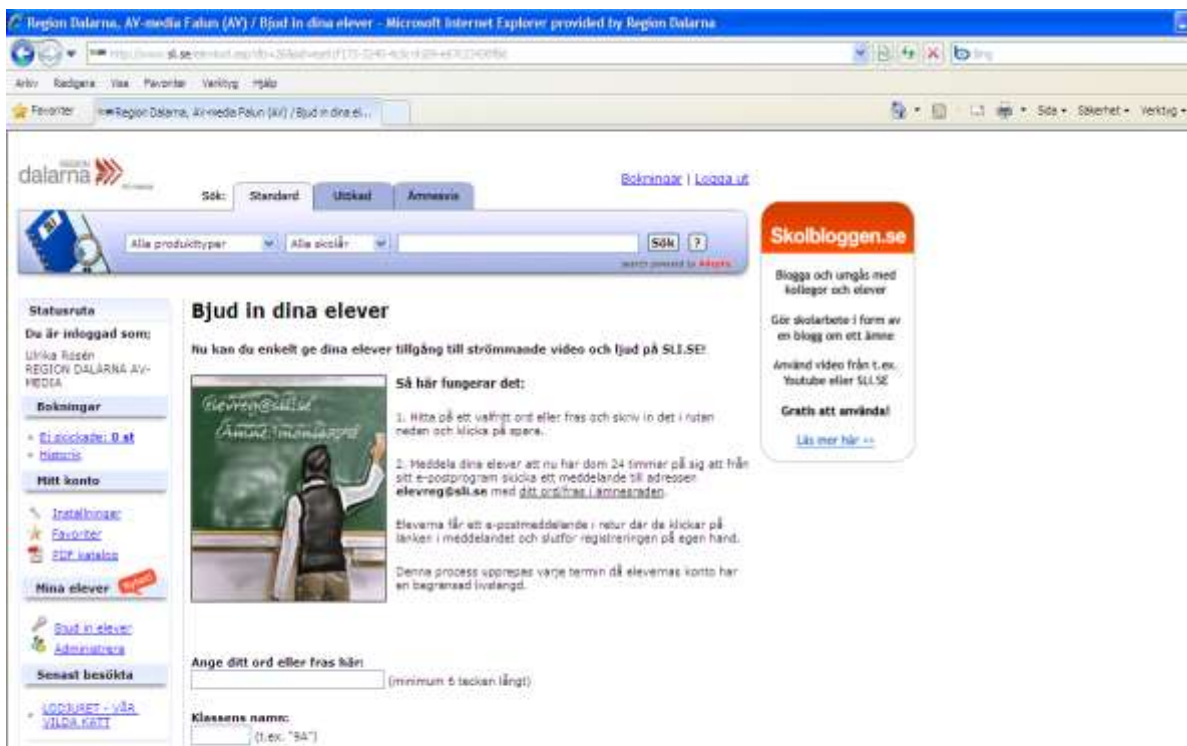 Region Dalarna, AV-media Falun (AV) / Bjud in dina elever - Microsoft Internet Explorer provided by Region Dalarna
Arkiv Redigera Visa Favoriter Verktyg Hjälp
Favoriter Region Dalarna, AV-media Falun (AV) / Bjud in dina el...
Sida Säkerhet Verktyg
REGION
dalarna
Bokningar | Logga ut
Sök: Standard Utökad Ämnesvis
Alla produkttyper Alla skolår Sök ?
search powered by
Skolbloggen.se
Blogga och umgås med
kollegor och elever
Gör skolarbete i form av
en blogg om ett ämne
Använd video från t.ex.
Youtube eller SLI.SE
Gratis att använda!
Läs mer här >>
Statusruta
Du är inloggad som:
Ulrika Rosén
REGION DALARNA AV-
MEDIA
Bokningar
Ej skickade: 0 st
Historik
Mitt konto
Inställningar
Favoriter
PDF katalog
Mina elever Nyhet!
Bjud in elever
Administrera
Senast besökta
LODJURET - VÅR
VILDA KATT
Bjud in dina elever
Nu kan du enkelt ge dina elever tillgång till strömmande video och ljud på SLI.SE!
elevreg@sli.se
Så här fungerar det:
1. Hitta på ett valfritt ord eller fras och skriv in det i rutan
nedan och klicka på spara.
2. Meddela dina elever att nu har dom 24 timmar på sig att från
sitt e-postprogram skicka ett meddelande till adressen
elevreg@sli.se med ditt ord/fras i ämnesraden.
Eleverna får ett e-postmeddelande i retur där de klickar på
länken i meddelandet och slutför registreringen på egen hand.
Denna process upprepas varje termin då elevernas konto har
en begränsad livslängd.
Ange ditt ord eller fras här:
(minimum 6 tecken långt)
Klassens namn:
(t.ex. "9A")